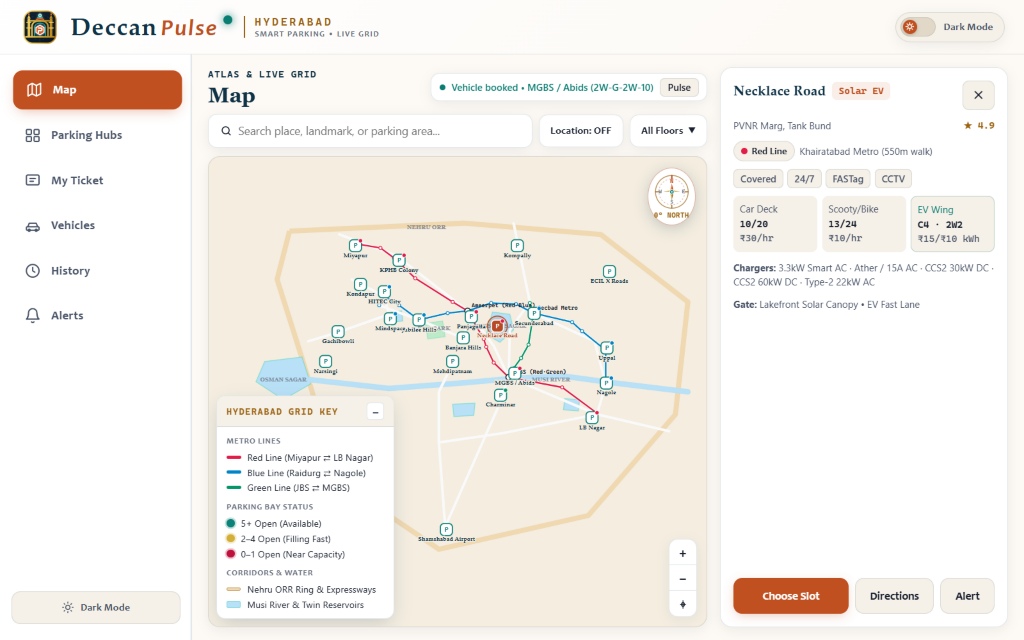 Deccan Pulse
HYDERABAD
SMART PARKING • LIVE GRID
Dark Mode
Map
Parking Hubs
My Ticket
Vehicles
History
Alerts
Dark Mode
ATLAS & LIVE GRID
Map
Vehicle booked • MGBS / Abids (2W-G-2W-10)
Pulse
Search place, landmark, or parking area...
Location: OFF
All Floors ▼
N
0° NORTH
NEHRU ORR
P
Miyapur
P
KPHB Colony
P
Kompally
P
ECIL X Roads
P
Kondapur
P
HITEC City
P
Mindspace
P
Jubilee Hills
P
Panjagutta
Ameerpet (Red-Blue)
P
Secunderabad
P
Necklace Road
P
Gachibowli
P
Banjara Hills
P
Narsingi
P
Mehdipatnam
P
Uppal
OSMAN SAGAR
P
MGBS / Abids
(Red-Green)
MUSI RIVER
P
Nagole
P
Charminar
P
LB Nagar
P
Shamshabad Airport
HYDERABAD GRID KEY
−
METRO LINES
Red Line (Miyapur ⇄ LB Nagar)
Blue Line (Raidurg ⇄ Nagole)
Green Line (JBS ⇄ MGBS)
PARKING BAY STATUS
5+ Open (Available)
2–4 Open (Filling Fast)
0–1 Open (Near Capacity)
CORRIDORS & WATER
Nehru ORR Ring & Expressways
Musi River & Twin Reservoirs
+
−
Necklace Road
Solar EV
✕
PVNR Marg, Tank Bund
★ 4.9
Red Line
Khairatabad Metro (550m walk)
Covered
24/7
FASTag
CCTV
Car Deck
10/20
₹30/hr
Scooty/Bike
13/24
₹10/hr
EV Wing
C4 · 2W2
₹15/₹10 kWh
Chargers: 3.3kW Smart AC · Ather / 15A AC · CCS2 30kW DC ·
CCS2 60kW DC · Type-2 22kW AC
Gate: Lakefront Solar Canopy • EV Fast Lane
Choose Slot
Directions
Alert